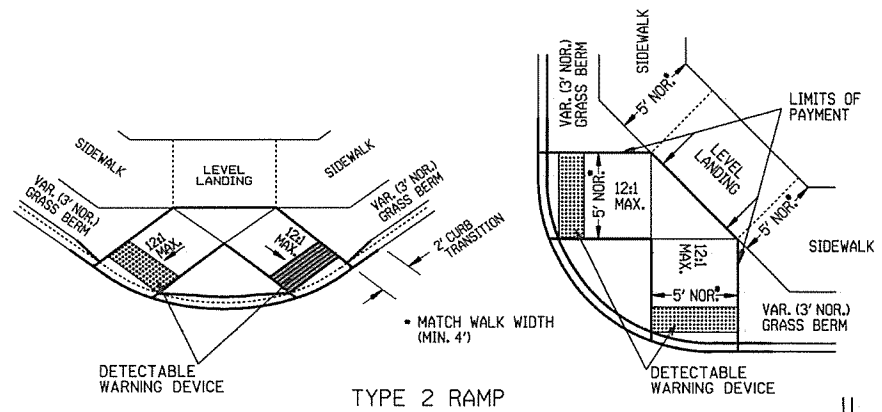 SIDEWALK
LEVEL
LANDING
SIDEWALK
VAR. (3' NOR.)
GRASS BERM
VAR. (3' NOR.)
GRASS BERM
12:1
MAX.
12:1
MAX.
2' CURB
TRANSITION
* MATCH WALK WIDTH
(MIN. 4')
DETECTABLE
WARNING DEVICE
VAR. (3' NOR.)
GRASS BERM
SIDEWALK
5' NOR.*
LIMITS OF
PAYMENT
LEVEL
LANDING
5' NOR.*
12:1
MAX.
5' NOR.*
SIDEWALK
12:1
MAX.
5' NOR.*
VAR. (3' NOR.)
GRASS BERM
DETECTABLE
WARNING DEVICE
TYPE 2 RAMP